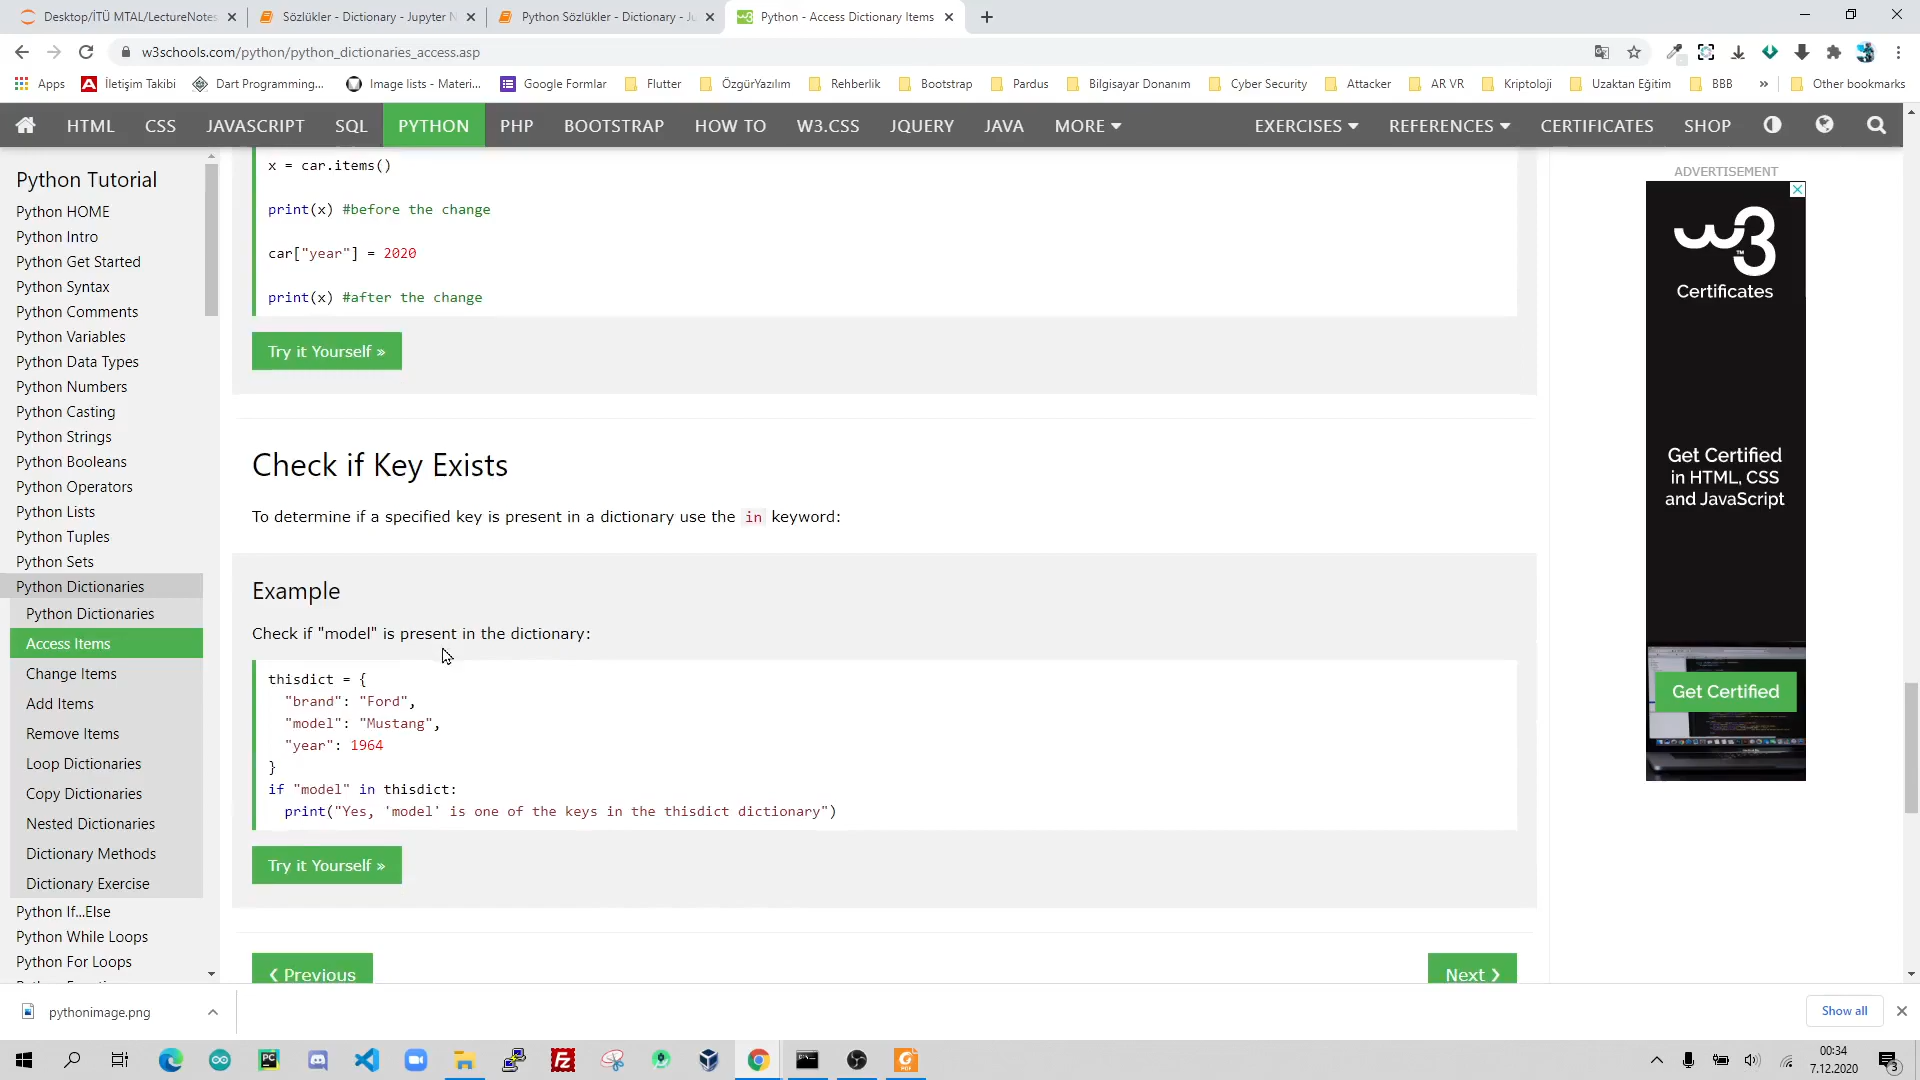 Desktop/İTÜ MTAL/LectureNotes
Sözlükler - Dictionary - Jupyter N
Python Sözlükler - Dictionary - Ju
Python - Access Dictionary Items
w3schools.com/python/python_dictionaries_access.asp
Apps
İletişim Takibi
Dart Programming...
Image lists - Materi...
Google Formlar
Flutter
ÖzgürYazılım
Rehberlik
Bootstrap
Pardus
Bilgisayar Donanım
Cyber Security
Attacker
AR VR
Kriptoloji
Uzaktan Eğitim
BBB
»
Other bookmarks
HTML
CSS
JAVASCRIPT
SQL
PYTHON
PHP
BOOTSTRAP
HOW TO
W3.CSS
JQUERY
JAVA
MORE
EXERCISES
REFERENCES
CERTIFICATES
SHOP
Python Tutorial
Python HOME
Python Intro
Python Get Started
Python Syntax
Python Comments
Python Variables
Python Data Types
Python Numbers
Python Casting
Python Strings
Python Booleans
Python Operators
Python Lists
Python Tuples
Python Sets
Python Dictionaries
Python Dictionaries
Access Items
Change Items
Add Items
Remove Items
Loop Dictionaries
Copy Dictionaries
Nested Dictionaries
Dictionary Methods
Dictionary Exercise
Python If...Else
Python While Loops
Python For Loops
x = car.items()
print(x) #before the change
car["year"] = 2020
print(x) #after the change
Try it Yourself »
Check if Key Exists
To determine if a specified key is present in a dictionary use the in keyword:
Example
Check if "model" is present in the dictionary:
thisdict = {
"brand": "Ford",
"model": "Mustang",
"year": 1964
}
if "model" in thisdict:
print("Yes, 'model' is one of the keys in the thisdict dictionary")
Try it Yourself »
❮ Previous
Next ❯
ADVERTISEMENT
w3
™
Certificates
Get Certified
in HTML, CSS
and JavaScript
Get Certified
pythonimage.png
Show all
PC
Fz
PDF
00:34
7.12.2020
3